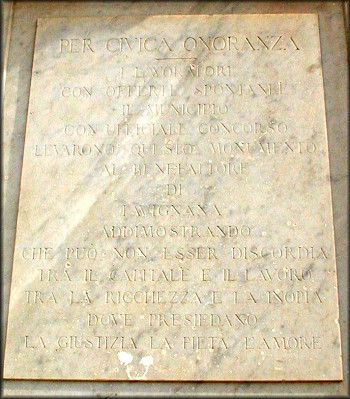 PER CIVICA ONORANZA
I LAVORATORI
CON OFFERTE SPONTANEE
IL MUNICIPIO
CON UFFICIALE CONCORSO
LEVARONO QUESTO MONUMENTO
AL BENEFATTORE
DI
TAVIGNANA
ADDIMOSTRANDO
CHE PUÒ NON ESSER DISCORDIA
TRA IL CAPITALE E IL LAVORO
TRA LA RICCHEZZA E LA INOPIA
DOVE PRESIEDANO
LA GIUSTIZIA LA PIETÀ L'AMORE